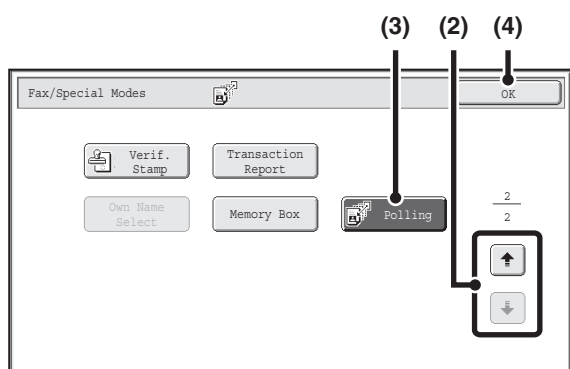 (3) (2) (4)
Fax/Special Modes
OK
Verif.
Stamp
Transaction
Report
Own Name
Select
Memory Box
Polling
2
2